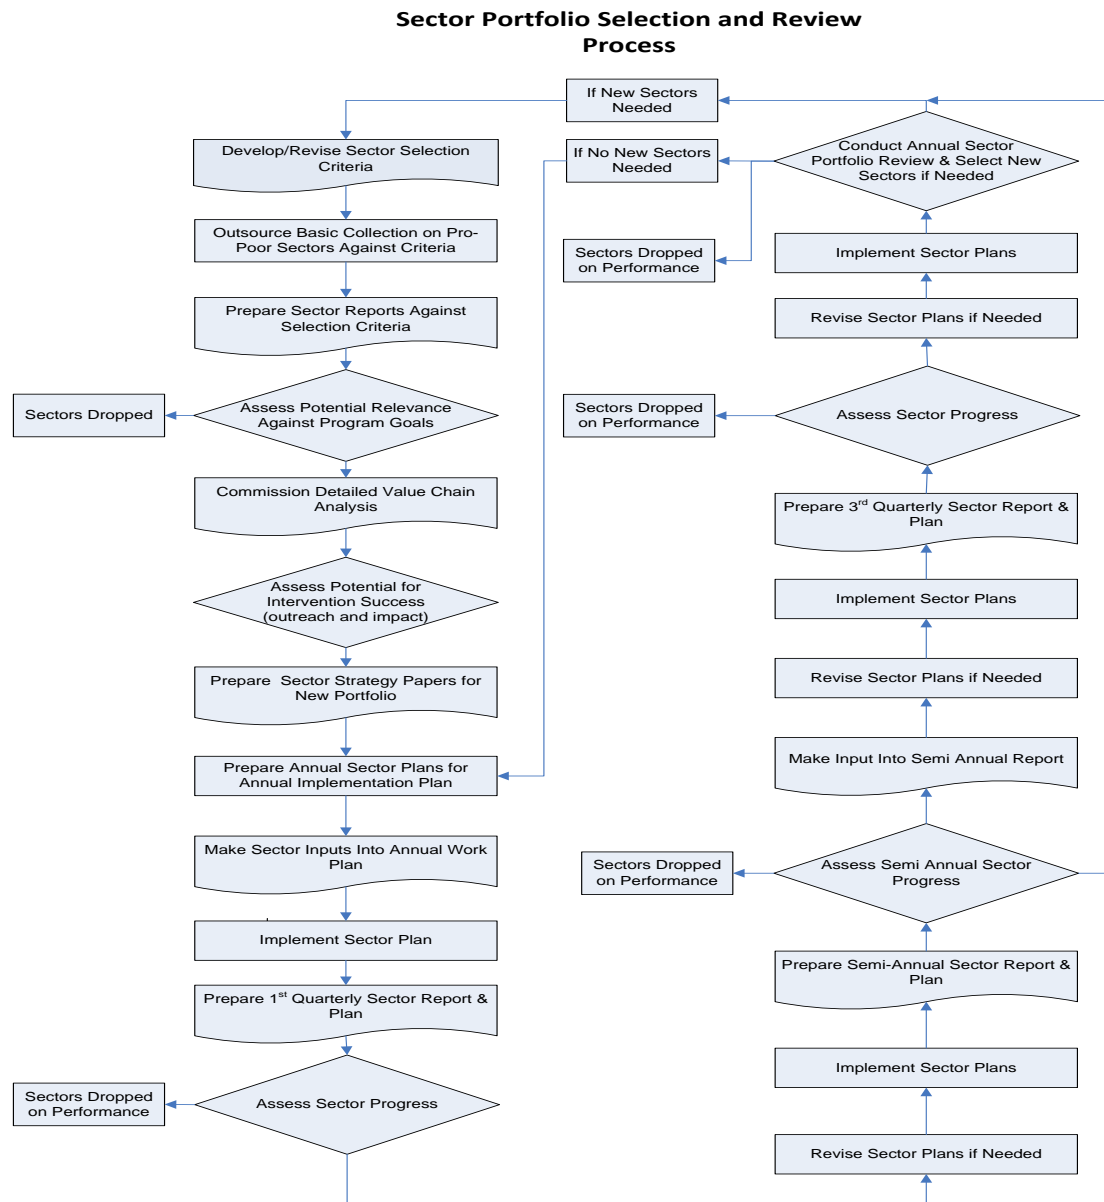 Sector Portfolio Selection and Review
Process
If New Sectors
Needed
Develop/Revise Sector Selection
Criteria
If No New Sectors
Needed
Conduct Annual Sector
Portfolio Review & Select New
Sectors if Needed
Outsource Basic Collection on Pro-
Poor Sectors Against Criteria
Sectors Dropped
on Performance
Implement Sector Plans
Prepare Sector Reports Against
Selection Criteria
Revise Sector Plans if Needed
Sectors Dropped
Assess Potential Relevance
Against Program Goals
Sectors Dropped
on Performance
Assess Sector Progress
Commission Detailed Value Chain
Analysis
Prepare 3rd Quarterly Sector Report &
Plan
Assess Potential for
Intervention Success
(outreach and impact)
Implement Sector Plans
Prepare Sector Strategy Papers for
New Portfolio
Revise Sector Plans if Needed
Prepare Annual Sector Plans for
Annual Implementation Plan
Make Input Into Semi Annual Report
Make Sector Inputs Into Annual Work
Plan
Sectors Dropped
on Performance
Assess Semi Annual Sector
Progress
Implement Sector Plan
Prepare Semi-Annual Sector Report &
Plan
Prepare 1st Quarterly Sector Report &
Plan
Implement Sector Plans
Sectors Dropped
on Performance
Assess Sector Progress
Revise Sector Plans if Needed